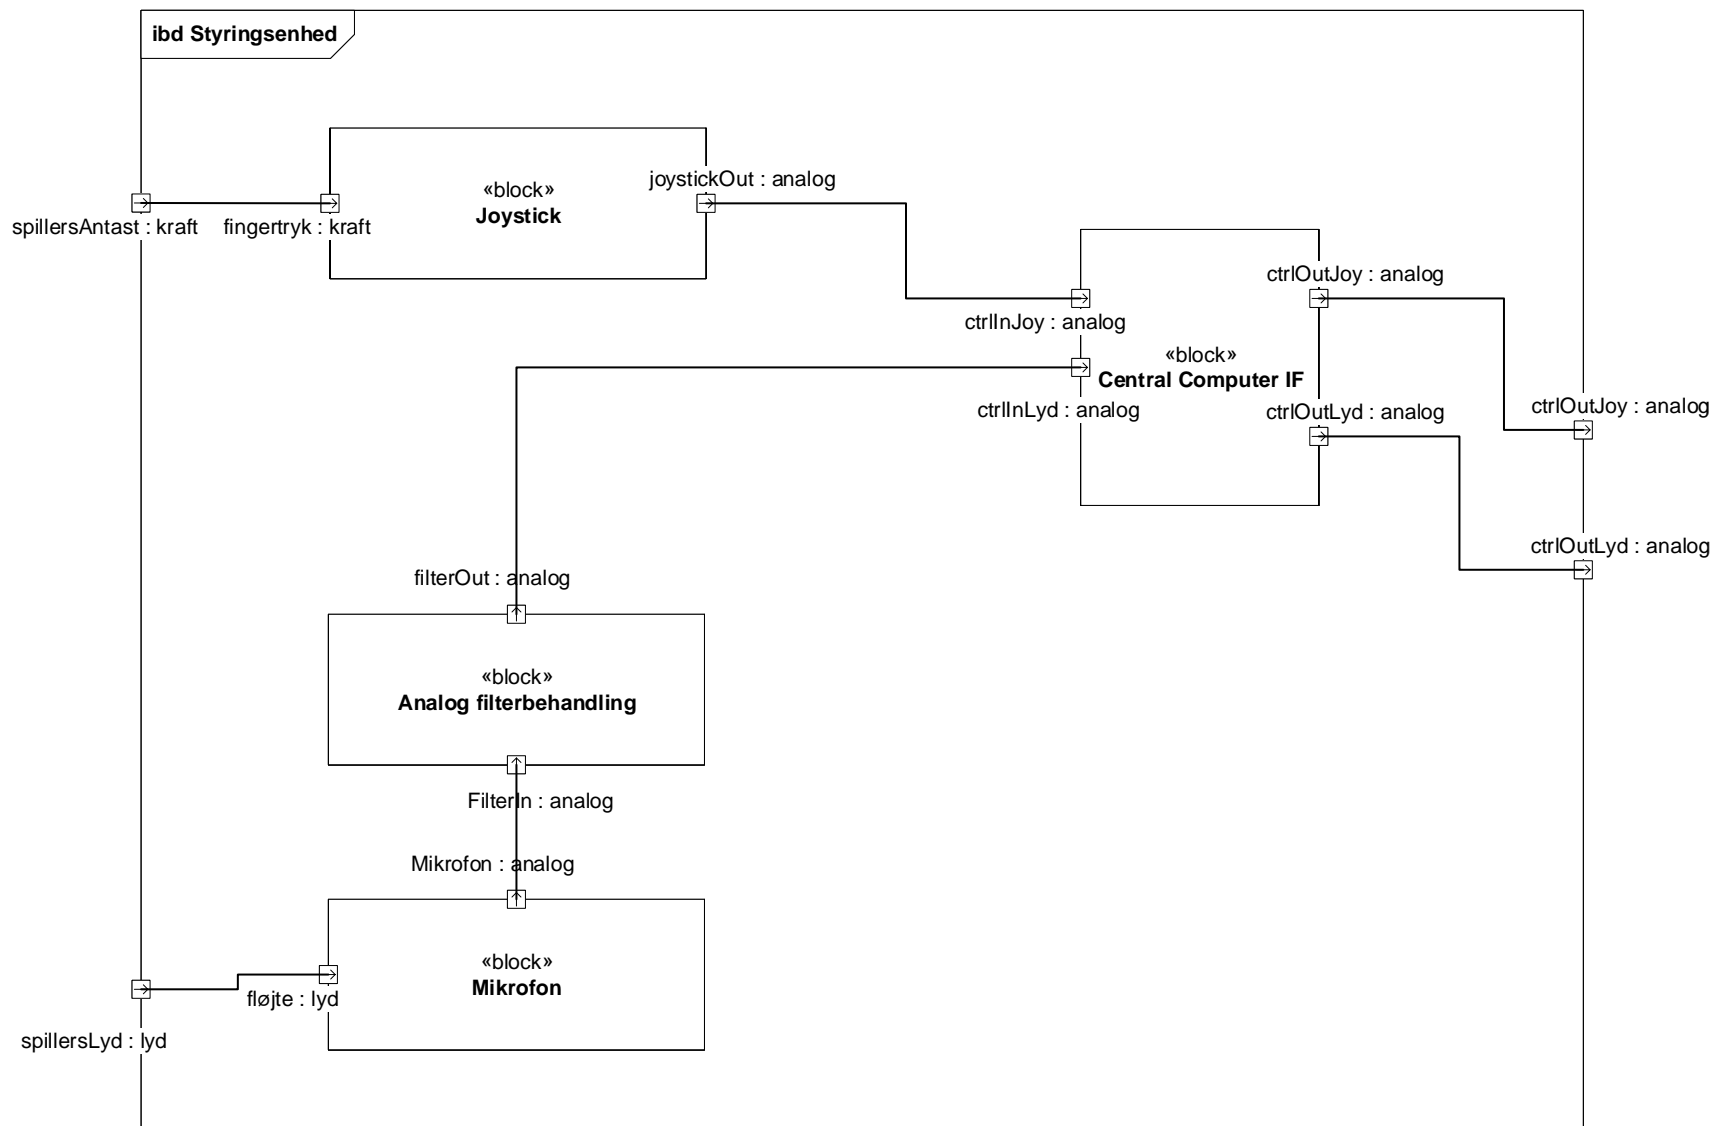 ibd Styringsenhed
«block»
Joystick
joystickOut : analog
spillersAntast : kraft
fingertryk : kraft
ctrlOutJoy : analog
ctrlInJoy : analog
«block»
Central Computer IF
ctrlInLyd : analog
ctrlOutLyd : analog
ctrlOutJoy : analog
ctrlOutLyd : analog
filterOut : analog
«block»
Analog filterbehandling
FilterIn : analog
Mikrofon : analog
«block»
Mikrofon
fløjte : lyd
spillersLyd : lyd